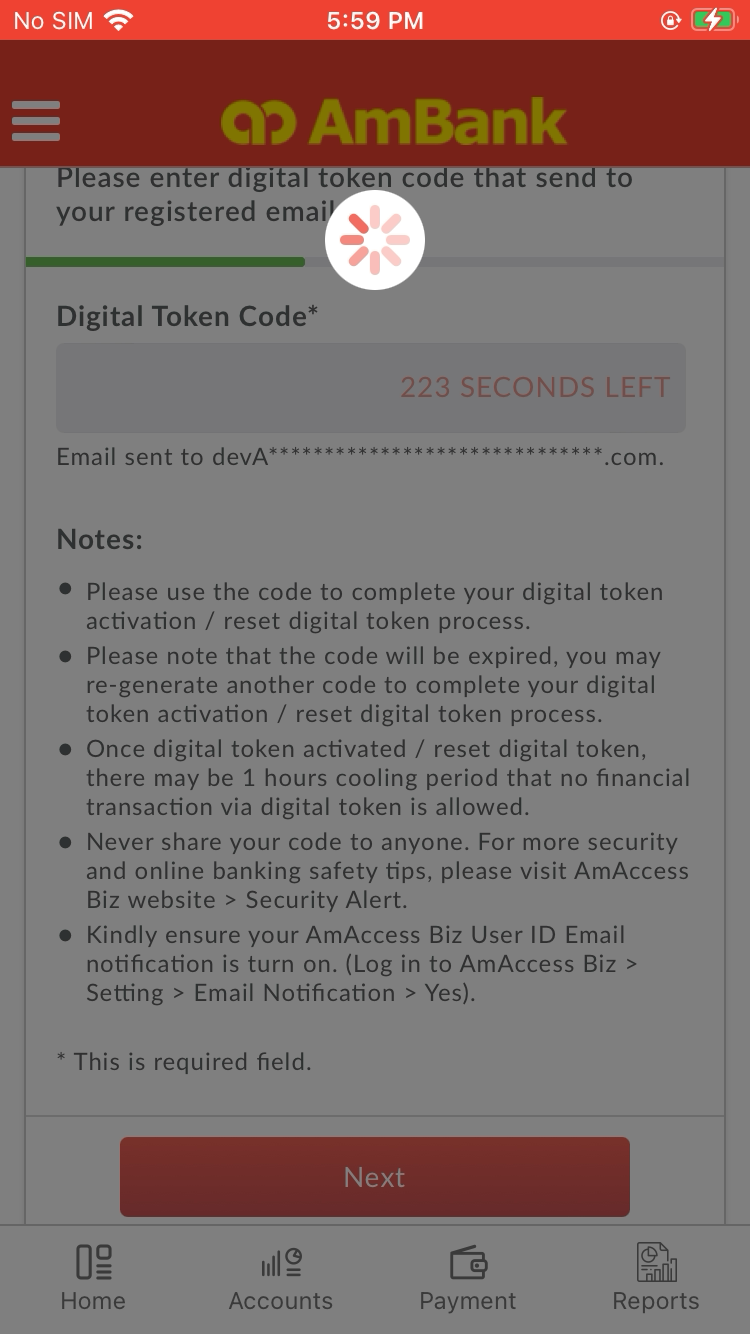 No SIM 5:59 PM
AmBank
Please enter digital token code that send to
your registered email
Digital Token Code*
223 SECONDS LEFT
Email sent to devA******************************.com.
Notes:
• Please use the code to complete your digital token
activation / reset digital token process.
• Please note that the code will be expired, you may
re-generate another code to complete your digital
token activation / reset digital token process.
• Once digital token activated / reset digital token,
there may be 1 hours cooling period that no financial
transaction via digital token is allowed.
• Never share your code to anyone. For more security
and online banking safety tips, please visit AmAccess
Biz website > Security Alert.
• Kindly ensure your AmAccess Biz User ID Email
notification is turn on. (Log in to AmAccess Biz >
Setting > Email Notification > Yes).
* This is required field.
Next
Home Accounts Payment Reports